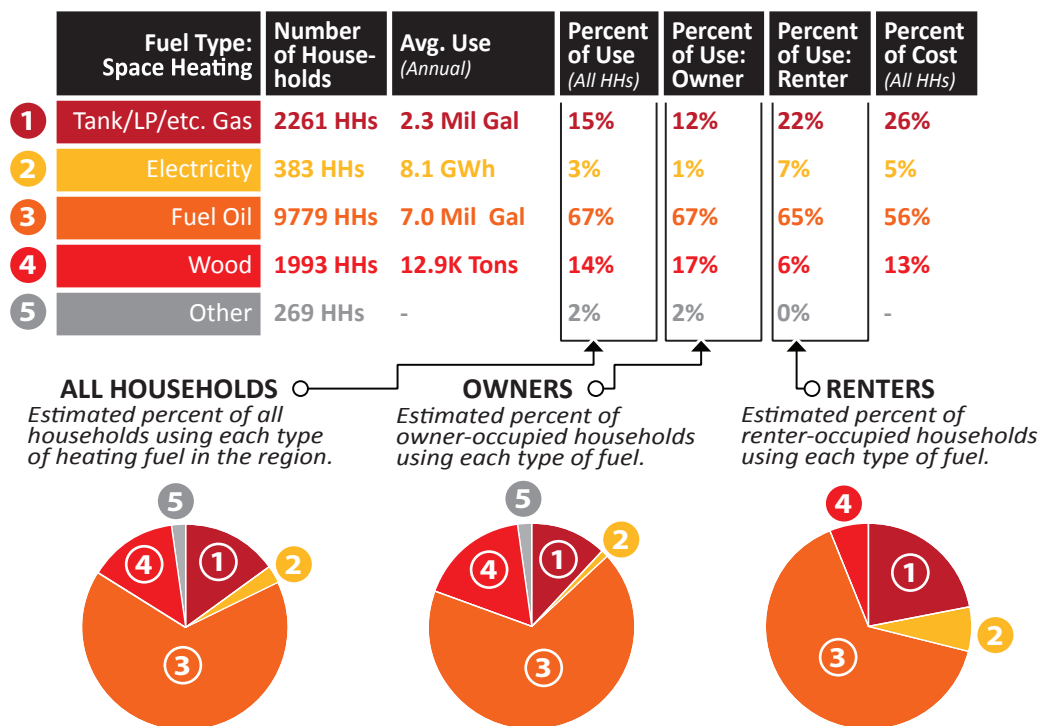 Fuel Type: Space Heating Number of House-holds Avg. Use (Annual) Percent of Use (All HHs) Percent of Use: Owner Percent of Use: Renter Percent of Cost (All HHs)
1 Tank/LP/etc. Gas 2261 HHs 2.3 Mil Gal 15% 12% 22% 26%
2 Electricity 383 HHs 8.1 GWh 3% 1% 7% 5%
3 Fuel Oil 9779 HHs 7.0 Mil Gal 67% 67% 65% 56%
4 Wood 1993 HHs 12.9K Tons 14% 17% 6% 13%
5 Other 269 HHs - 2% 2% 0% -
ALL HOUSEHOLDS
Estimated percent of all
households using each type
of heating fuel in the region.
OWNERS
Estimated percent of
owner-occupied households
using each type of fuel.
RENTERS
Estimated percent of
renter-occupied households
using each type of fuel.
5
4
1
2
3
5
4
1
2
3
4
1
2
3